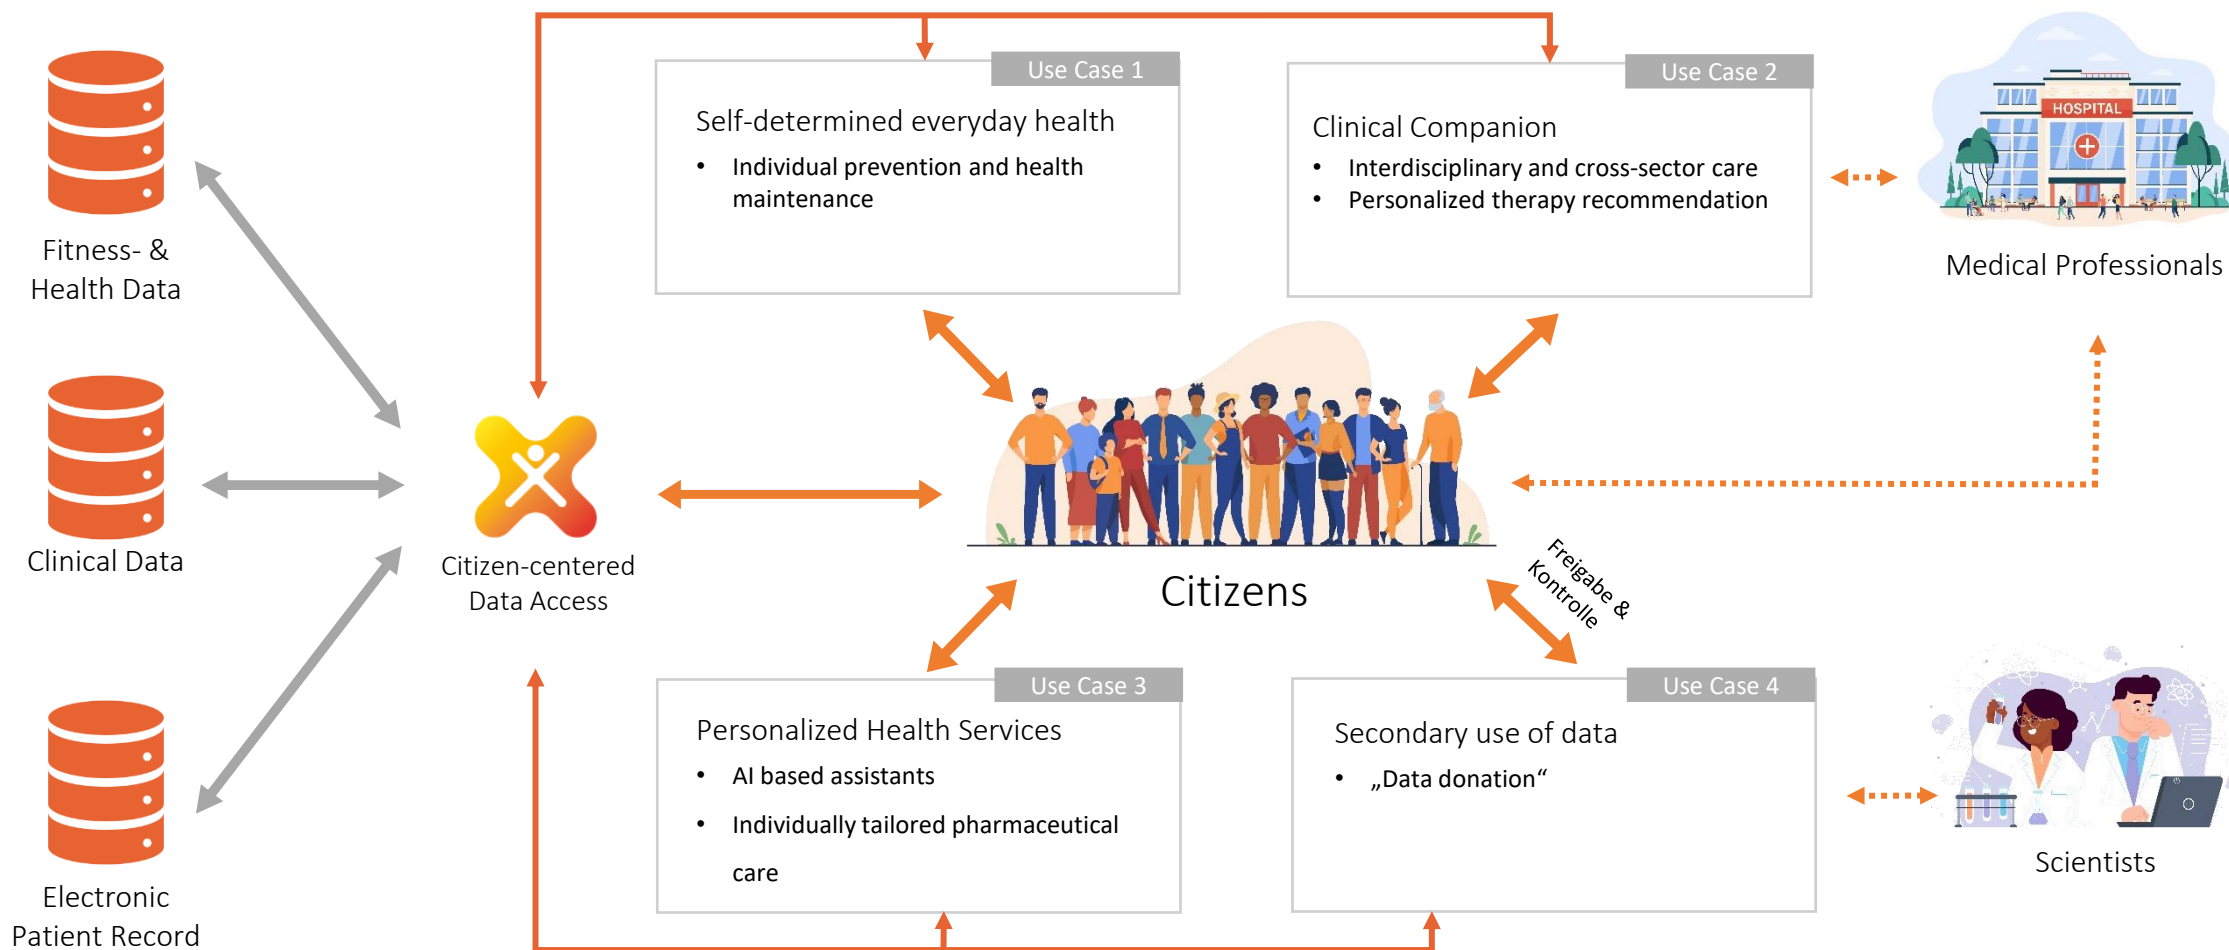 Fitness- &
Health Data
Clinical Data
Electronic
Patient Record
Citizen-centered
Data Access
Use Case 1
Self-determined everyday health
• Individual prevention and health
maintenance
Use Case 2
Clinical Companion
• Interdisciplinary and cross-sector care
• Personalized therapy recommendation
HOSPITAL
Medical Professionals
Citizens
Freigabe &
Kontrolle
Use Case 3
Personalized Health Services
• AI based assistants
• Individually tailored pharmaceutical
care
Use Case 4
Secondary use of data
• „Data donation“
Scientists